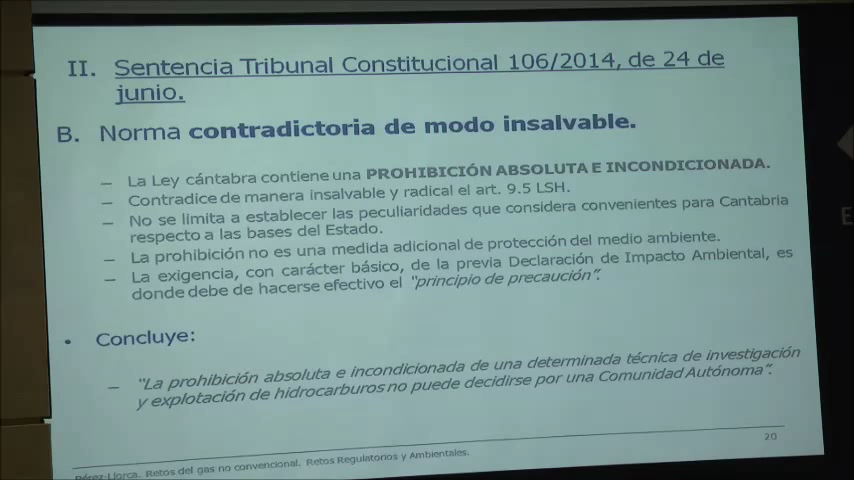 II. Sentencia Tribunal Constitucional 106/2014, de 24 de
junio.
B. Norma contradictoria de modo insalvable.
– La Ley cántabra contiene una PROHIBICIÓN ABSOLUTA E INCONDICIONADA.
– Contradice de manera insalvable y radical el art. 9.5 LSH.
– No se limita a establecer las peculiaridades que considera convenientes para Cantabria
respecto a las bases del Estado.
– La prohibición no es una medida adicional de protección del medio ambiente.
– La exigencia, con carácter básico, de la previa Declaración de Impacto Ambiental, es
donde debe de hacerse efectivo el “principio de precaución”.
• Concluye:
– “La prohibición absoluta e incondicionada de una determinada técnica de investigación
y explotación de hidrocarburos no puede decidirse por una Comunidad Autónoma”.
20
Pérez-Llorca. Retos del gas no convencional. Retos Regulatorios y Ambientales.
E